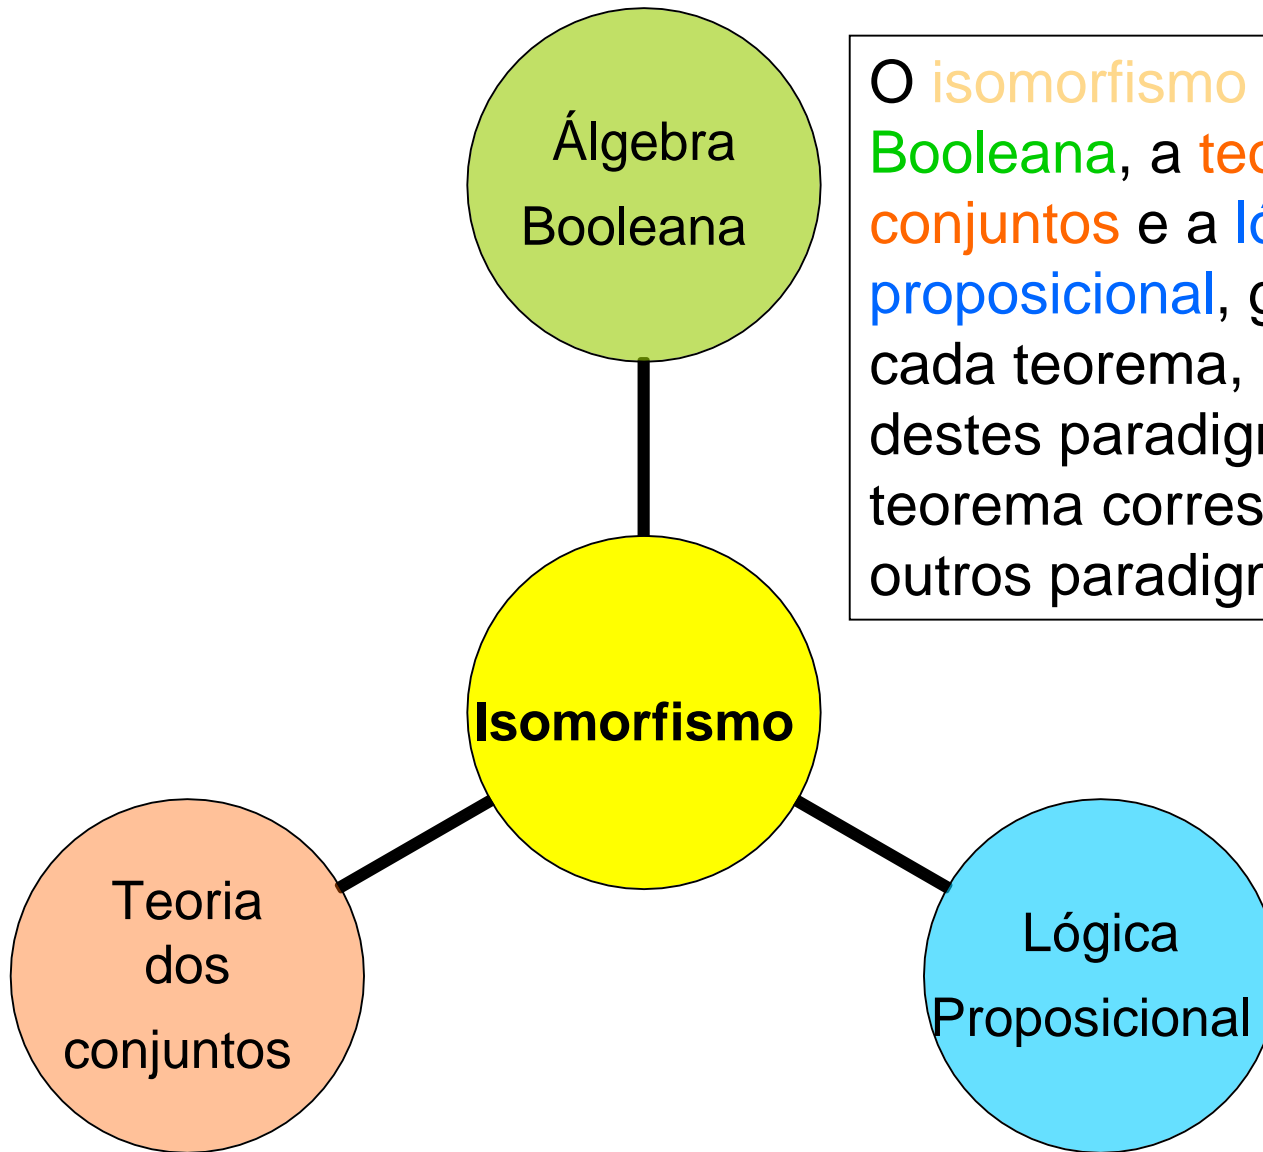 Álgebra
Booleana
O isomorfismo
Booleana, a
conjuntos e a
proposicional,
cada teorema,
destes
teorema
outros
Isomorfismo
Teoria
dos
conjuntos
Lógica
Proposicional